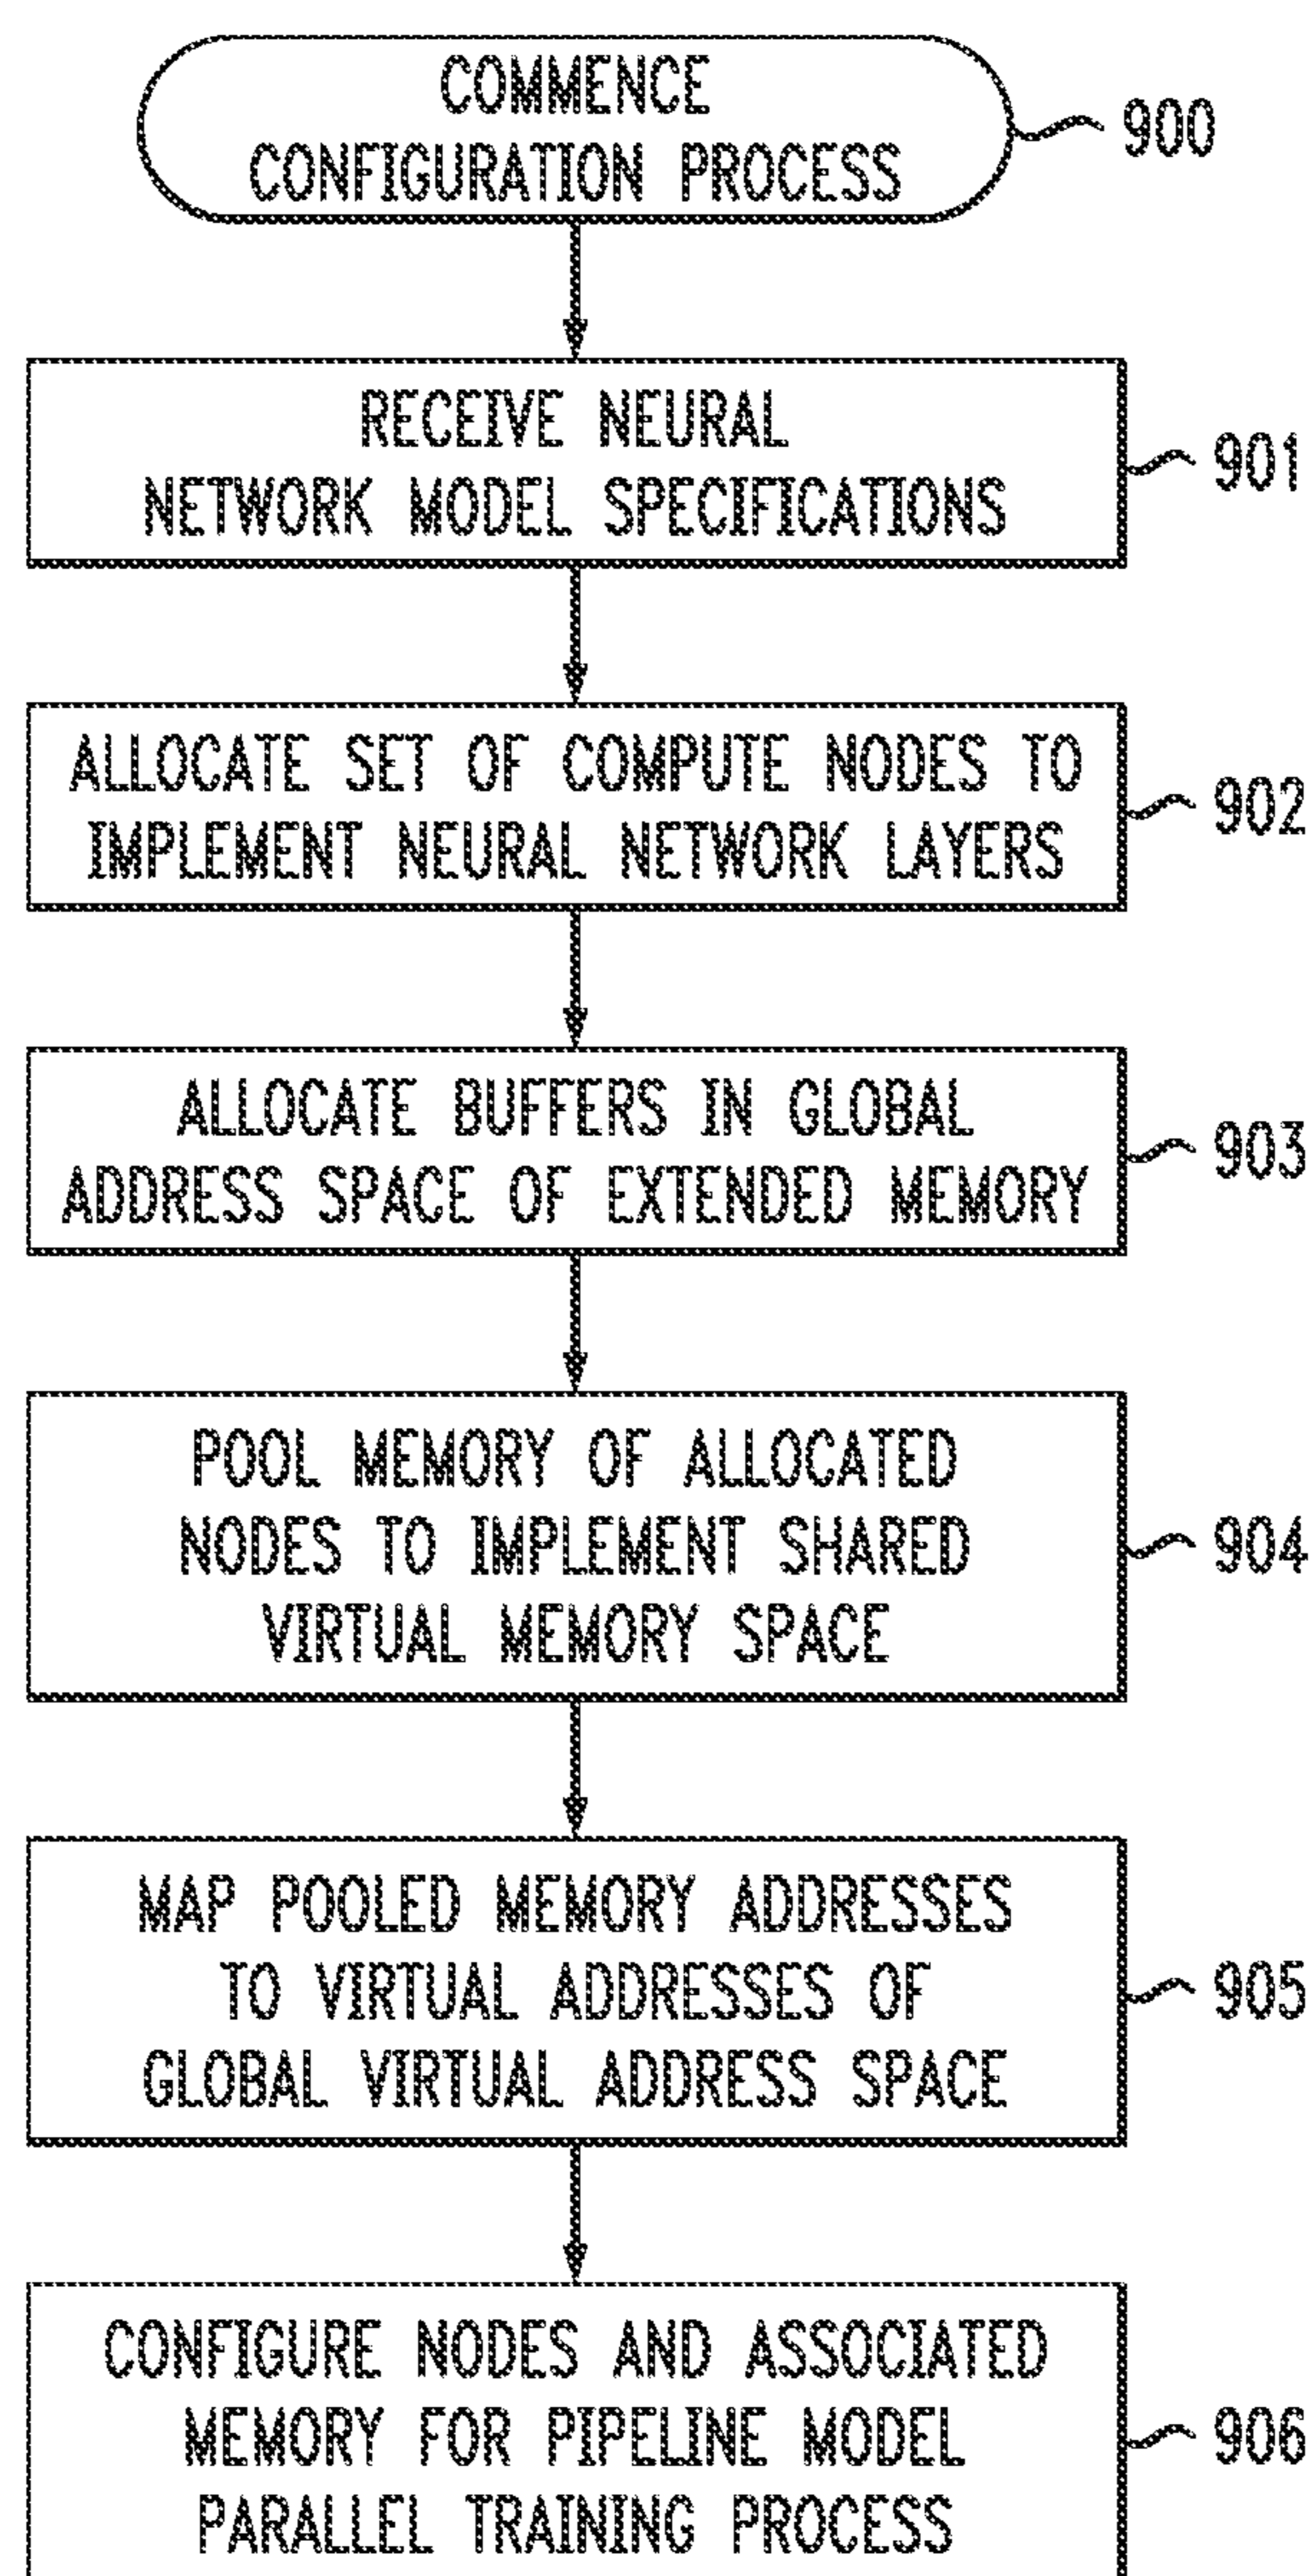 COMMENCE
CONFIGURATION PROCESS
900
RECEIVE NEURAL
NETWORK MODEL SPECIFICATIONS
901
ALLOCATE SET OF COMPUTE NODES TO
IMPLEMENT NEURAL NETWORK LAYERS
902
ALLOCATE BUFFERS IN GLOBAL
ADDRESS SPACE OF EXTENDED MEMORY
903
POOL MEMORY OF ALLOCATED
NODES TO IMPLEMENT SHARED
VIRTUAL MEMORY SPACE
904
MAP POOLED MEMORY ADDRESSES
TO VIRTUAL ADDRESSES OF
GLOBAL VIRTUAL ADDRESS SPACE
905
CONFIGURE NODES AND ASSOCIATED
MEMORY FOR PIPELINE MODEL
PARALLEL TRAINING PROCESS
906